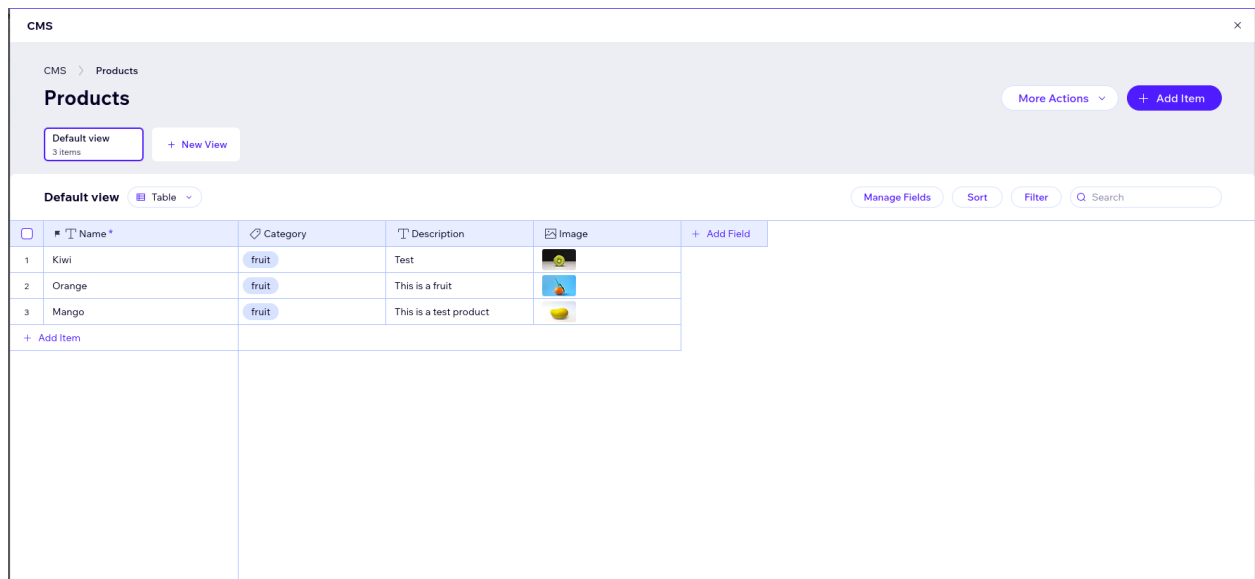 CMS
CMS Products
Products
More Actions
+ Add Item
Default view
3 items
+ New View
Default view
Table
Manage Fields
Sort
Filter
Search
Name *
Category
Description
Image
+ Add Field
1 Kiwi fruit Test
2 Orange fruit This is a fruit
3 Mango fruit This is a test product
+ Add Item